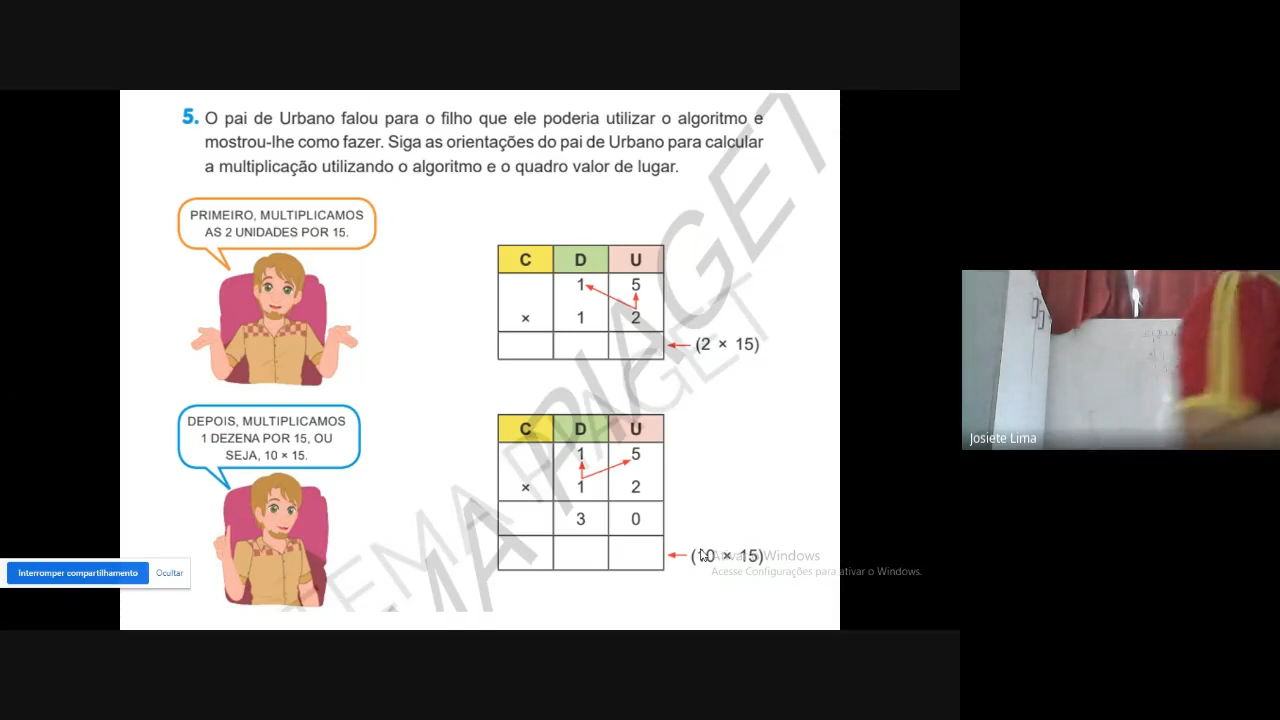 5. O pai de Urbano falou para o filho que ele poderia utilizar o algoritmo e
mostrou-lhe como fazer. Siga as orientações do pai de Urbano para calcular
a multiplicação utilizando o algoritmo e o quadro valor de lugar.
PRIMEIRO, MULTIPLICAMOS
AS 2 UNIDADES POR 15.
C D U
1 5
× 1 2
(2 × 15)
DEPOIS, MULTIPLICAMOS
1 DEZENA POR 15, OU
SEJA, 10 × 15.
C D U
1 5
× 1 2
3 0
(10 × 15)
Ativar o Windows
Acesse Configurações para ativar o Windows.
Interromper compartilhamento Ocultar
Josiete Lima
PIAGET